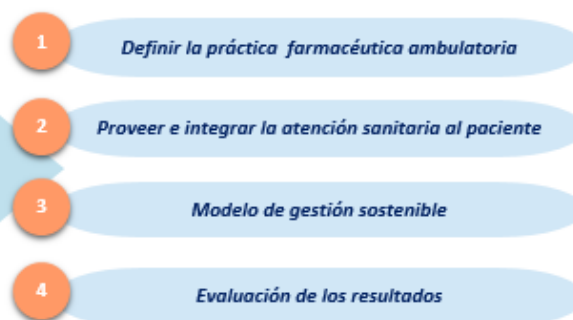 1 Definir la práctica farmacéutica ambulatoria
2 Proveer e integrar la atención sanitaria al paciente
3 Modelo de gestión sostenible
4 Evaluación de los resultados